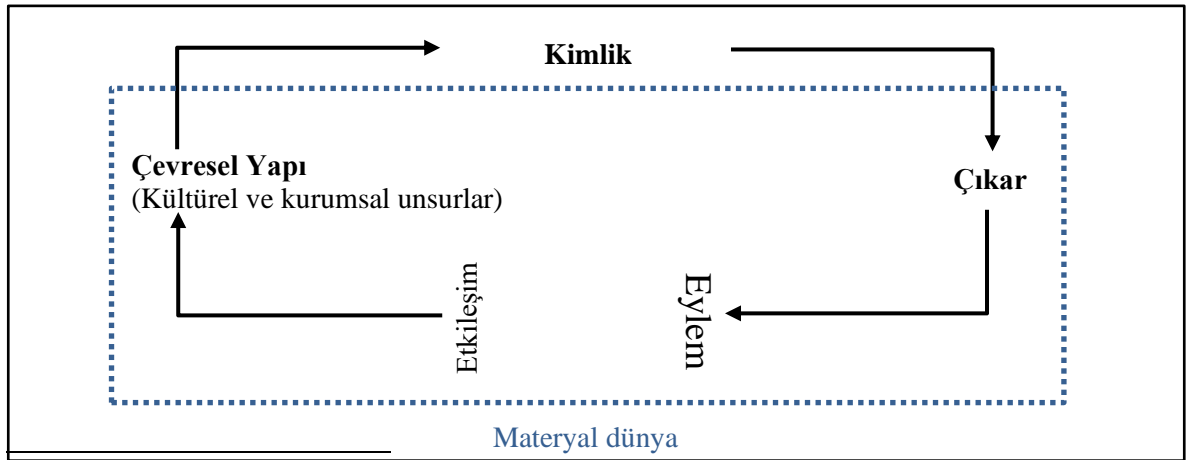 Kimlik
Çevresel Yapı
(Kültürel ve kurumsal unsurlar)
Çıkar
Etkileşim
Eylem
Materyal dünya